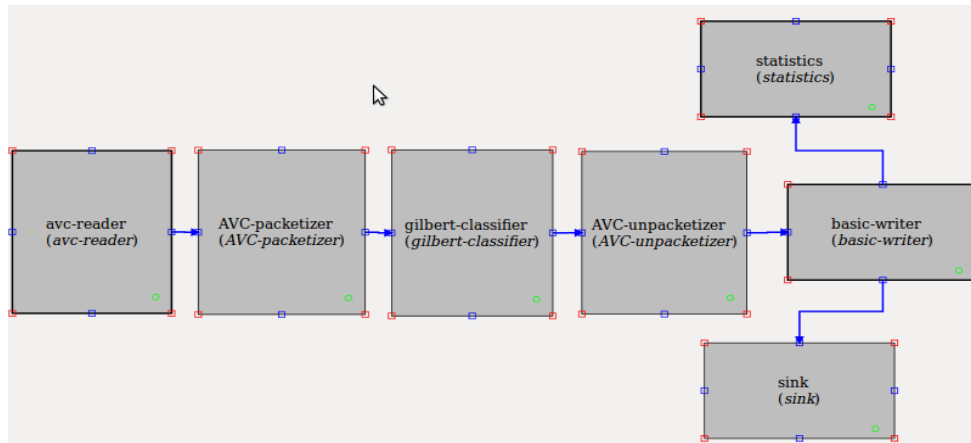 statistics
(statistics)
avc-reader
(avc-reader)
AVC-packetizer
(AVC-packetizer)
gilbert-classifier
(gilbert-classifier)
AVC-unpacketizer
(AVC-unpacketizer)
basic-writer
(basic-writer)
sink
(sink)